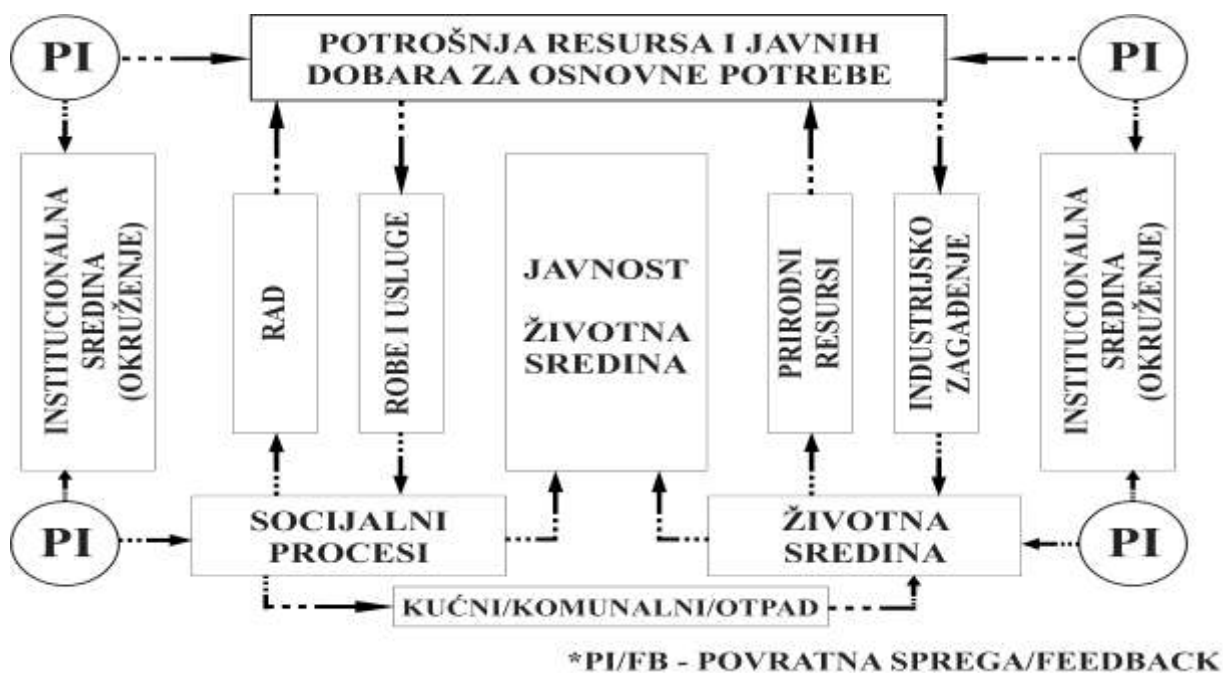 PI
POTROŠNJA RESURSA I JAVNIH
DOBARA ZA OSNOVNE POTREBE
PI
INSTITUCIONALNA
SREDINA
(OKRUŽENJE)
RAD
ROBE I USLUGE
JAVNOST
ŽIVOTNA
SREDINA
PRIRODNI
RESURSI
INDUSTRIJSKO
ZAGAĐENJE
INSTITUCIONALNA
SREDINA
(OKRUŽENJE)
PI
SOCIJALNI
PROCESI
ŽIVOTNA
SREDINA
PI
KUĆNI/KOMUNALNI/OTPAD
*PI/FB - POVRATNA SPREGA/FEEDBACK